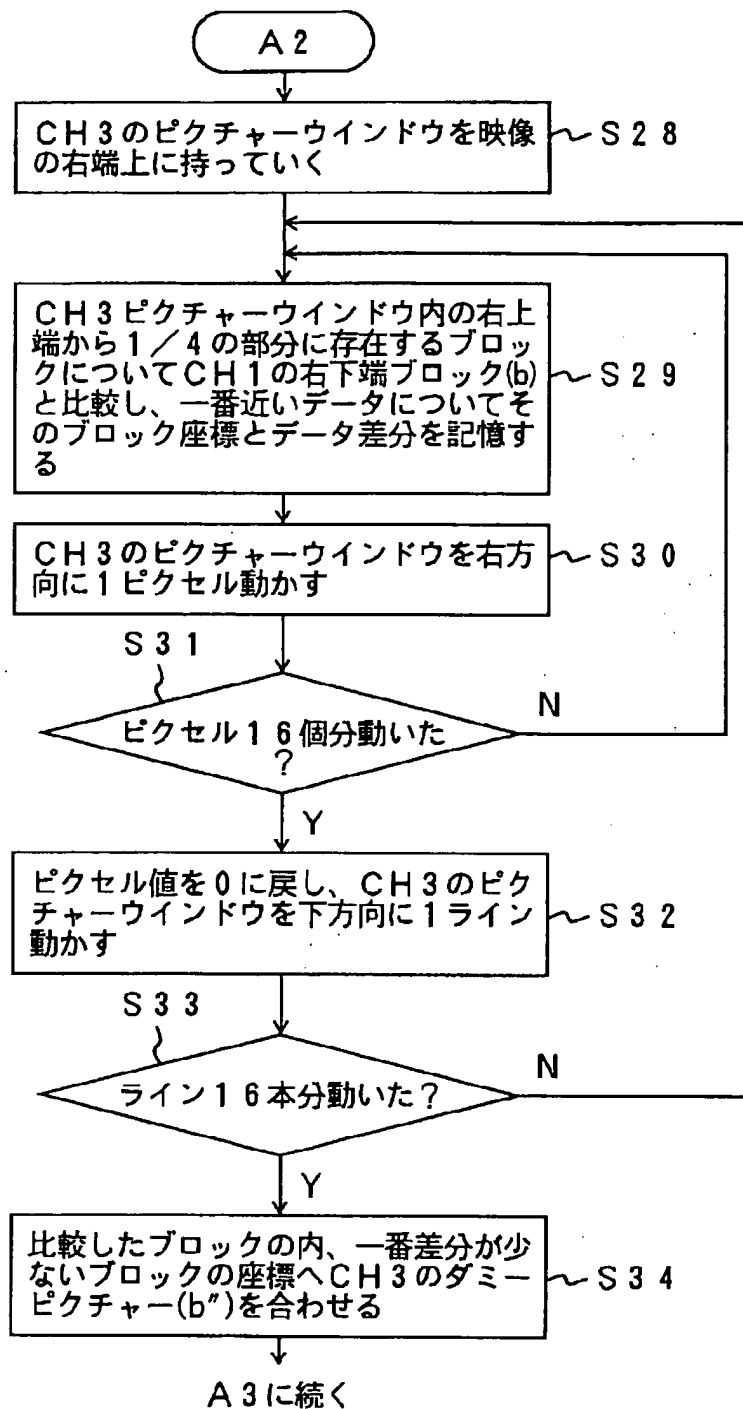 A2
CH3のピクチャーウインドウを映像
の右端上に持っていく
S28
CH3ピクチャーウインドウ内の右上
端から1/4の部分に存在するブロッ
クについてCH1の右下端ブロック(b)
と比較し、一番近いデータについてそ
のブロック座標とデータ差分を記憶す
る
S29
CH3のピクチャーウインドウを右方
向に1ピクセル動かす
S30
S31
ピクセル16個分動いた
?
N
Y
ピクセル値を0に戻し、CH3のピク
チャーウインドウを下方向に1ライン
動かす
S32
S33
ライン16本分動いた?
N
Y
比較したブロックの内、一番差分が少
ないブロックの座標へCH3のダミー
ピクチャー(b")を合わせる
S34
A3に続く